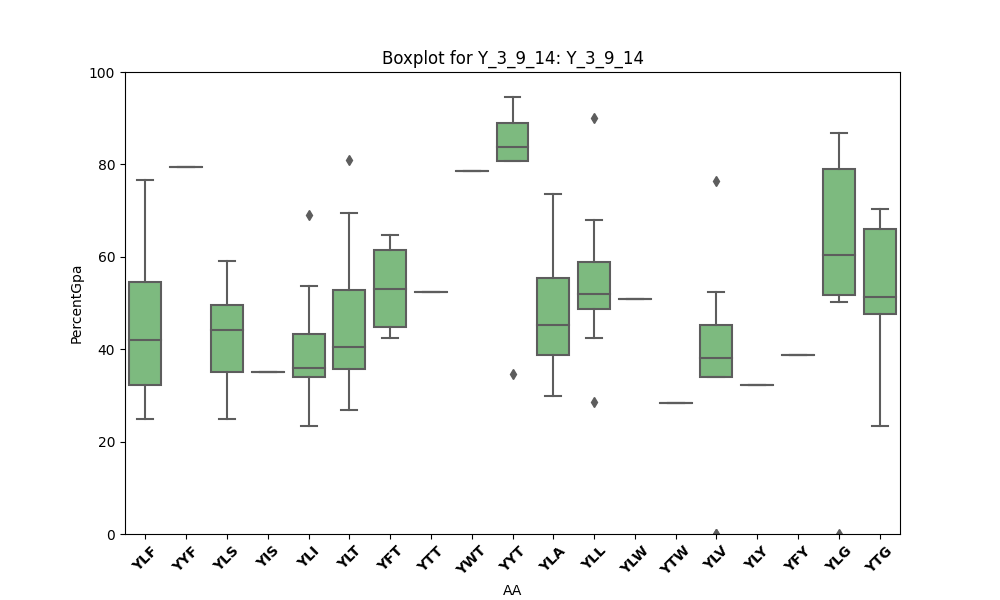 Boxplot for Y_3_9_14: Y_3_9_14
100
80
60
40
20
0
PercentGpa
YLF YYF YLS YIS YLI YLT YFT YTT YWT YYT YLA YLL YLW YTW YLV YLY YFY YLG YTG
AA